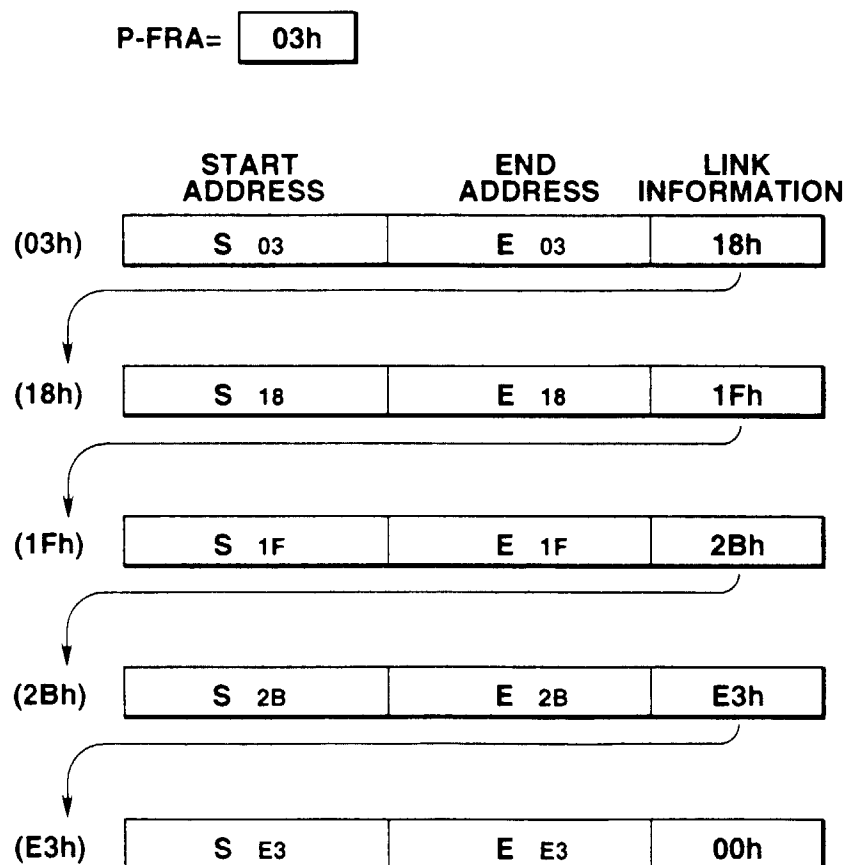 P-FRA= 03h
START ADDRESS END ADDRESS LINK INFORMATION
(03h) S 03 E 03 18h
(18h) S 18 E 18 1Fh
(1Fh) S 1F E 1F 2Bh
(2Bh) S 2B E 2B E3h
(E3h) S E3 E E3 00h